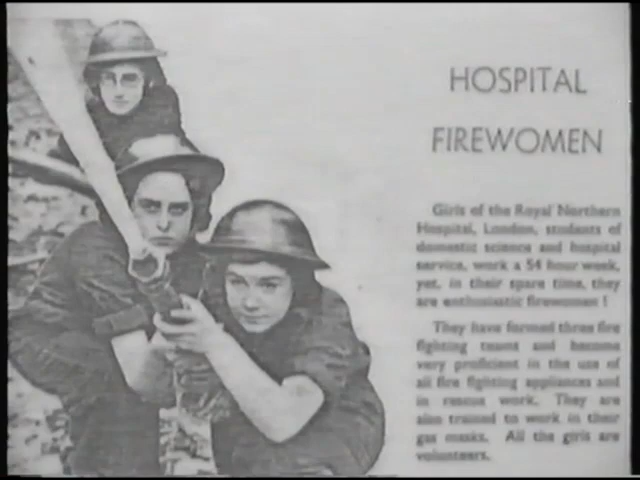 HOSPITAL
FIREWOMEN
Girls of the Royal Northern
Hospital, London, students of
domestic science and hospital
service, work a 54 hour week,
yet, in their spare time, they
are enthusiastic firewomen !
They have formed three fire
fighting teams and become
very proficient in the use of
all fire fighting appliances and
in rescue work. They are
also trained to work in their
gas masks. All the girls are
volunteers.